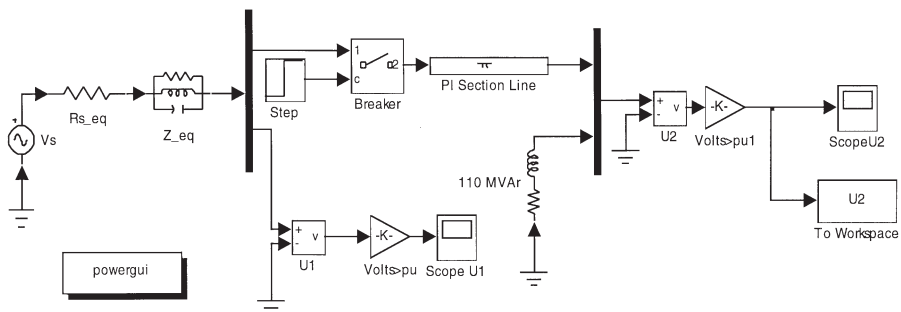 Vs
+
Rs_eq
Z_eq
Step
1
c
2
Breaker
PI Section Line
110 MVAr
+
-
v
U1
-K-
Volts>pu
Scope U1
+
-
v
U2
-K-
Volts>pu1
ScopeU2
U2
To Workspace
powergui